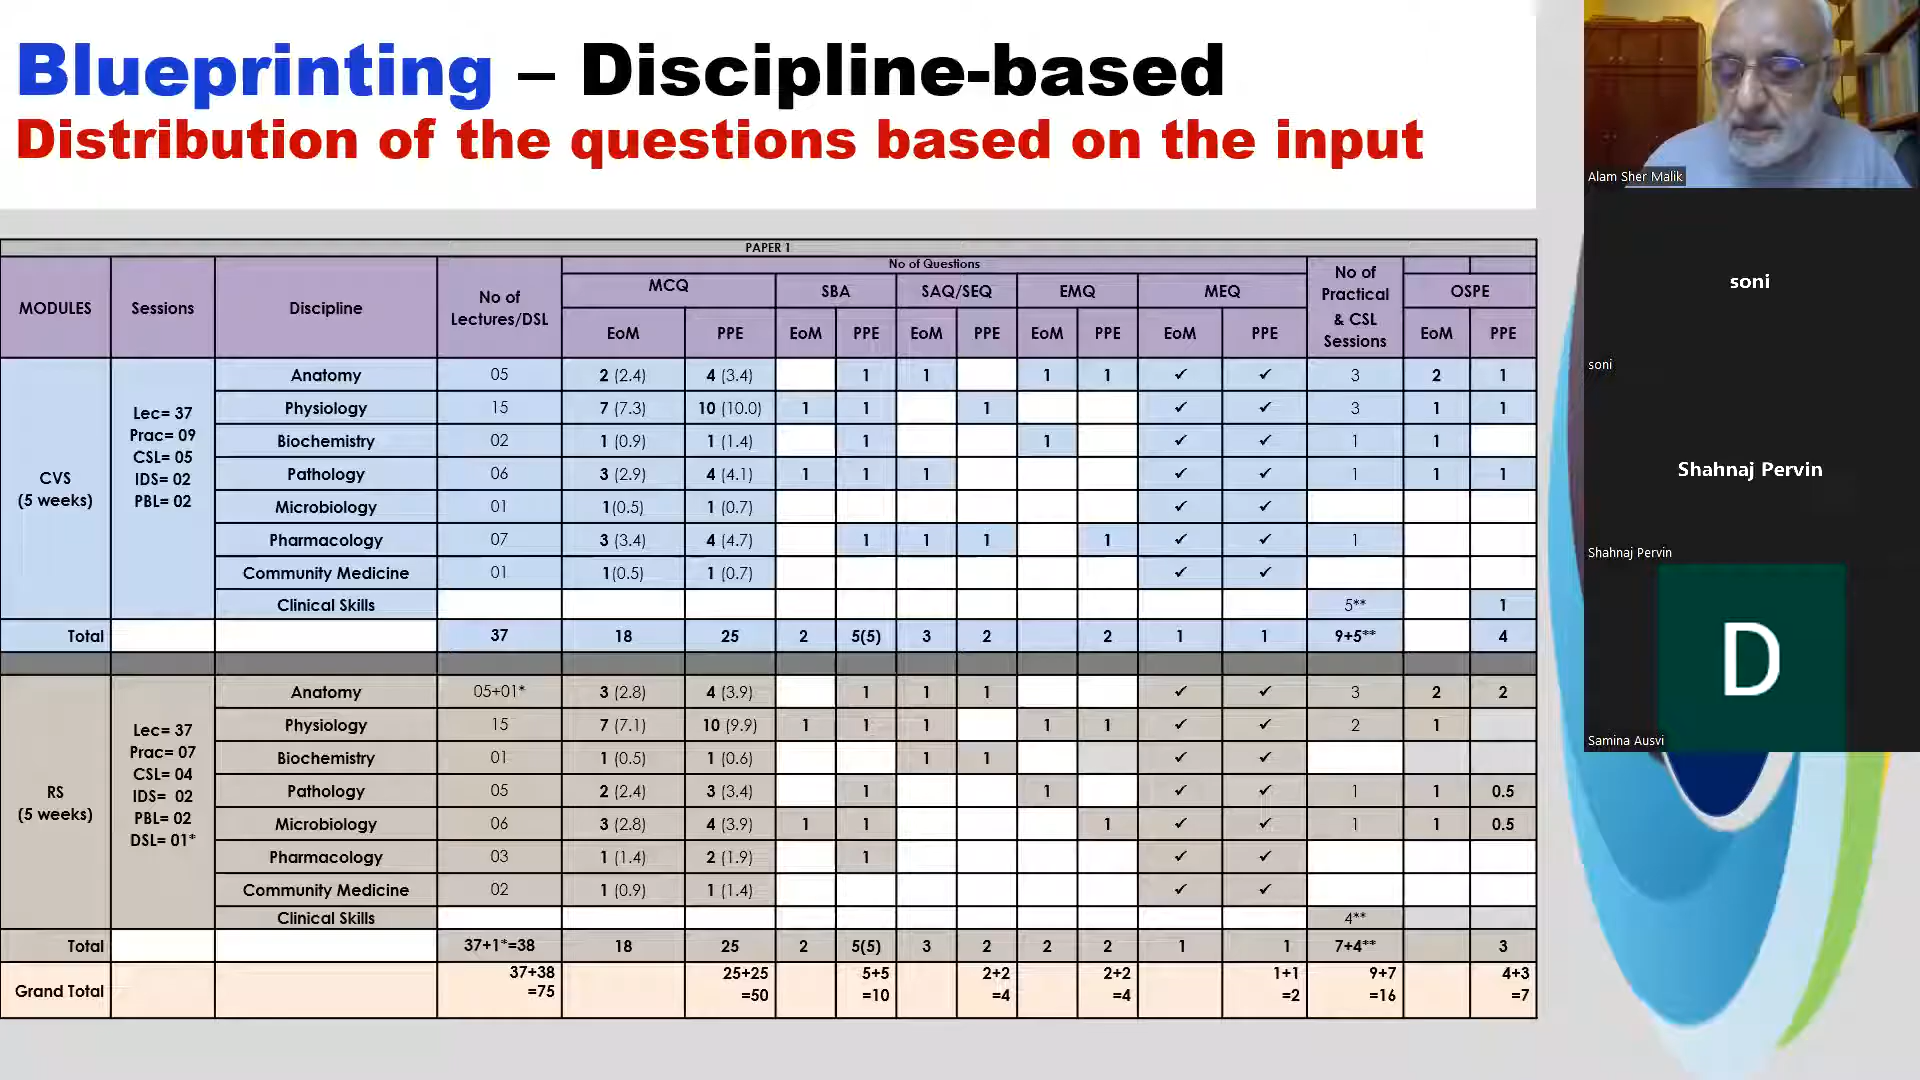 Blueprinting – Discipline-based
Distribution of the questions based on the input
PAPER 1
MODULES Sessions Discipline No of Lectures/DSL No of Questions No of Practical & CSL Sessions
MCQ SBA SAQ/SEQ EMQ MEQ OSPE
EoM PPE EoM PPE EoM PPE EoM PPE EoM PPE EoM PPE
CVS
(5 weeks)
Lec= 37
Prac= 09
CSL= 05
IDS= 02
PBL= 02
Anatomy 05 2 (2.4) 4 (3.4) 1 1 1 1 ✓ ✓ 3 2 1
Physiology 15 7 (7.3) 10 (10.0) 1 1 1 ✓ ✓ 3 1 1
Biochemistry 02 1 (0.9) 1 (1.4) 1 1 ✓ ✓ 1 1
Pathology 06 3 (2.9) 4 (4.1) 1 1 1 ✓ ✓ 1 1 1
Microbiology 01 1(0.5) 1 (0.7) ✓ ✓
Pharmacology 07 3 (3.4) 4 (4.7) 1 1 1 1 ✓ ✓ 1
Community Medicine 01 1(0.5) 1 (0.7) ✓ ✓
Clinical Skills 5** 1
Total 37 18 25 2 5(5) 3 2 2 1 1 9+5** 4
RS
(5 weeks)
Lec= 37
Prac= 07
CSL= 04
IDS= 02
PBL= 02
DSL= 01*
Anatomy 05+01* 3 (2.8) 4 (3.9) 1 1 1 ✓ ✓ 3 2 2
Physiology 15 7 (7.1) 10 (9.9) 1 1 1 1 1 ✓ ✓ 2 1
Biochemistry 01 1 (0.5) 1 (0.6) 1 1 ✓ ✓
Pathology 05 2 (2.4) 3 (3.4) 1 1 ✓ ✓ 1 1 0.5
Microbiology 06 3 (2.8) 4 (3.9) 1 1 1 ✓ ✓ 1 1 0.5
Pharmacology 03 1 (1.4) 2 (1.9) 1 ✓ ✓
Community Medicine 02 1 (0.9) 1 (1.4) ✓ ✓
Clinical Skills 4**
Total 37+1*=38 18 25 2 5(5) 3 2 2 2 1 1 7+4** 3
Grand Total 37+38 =75 25+25 =50 5+5 =10 2+2 =4 2+2 =4 1+1 =2 9+7 =16 4+3 =7
Alam Sher Malik
soni
soni
Shahnaj Pervin
Shahnaj Pervin
D
Samina Ausvi